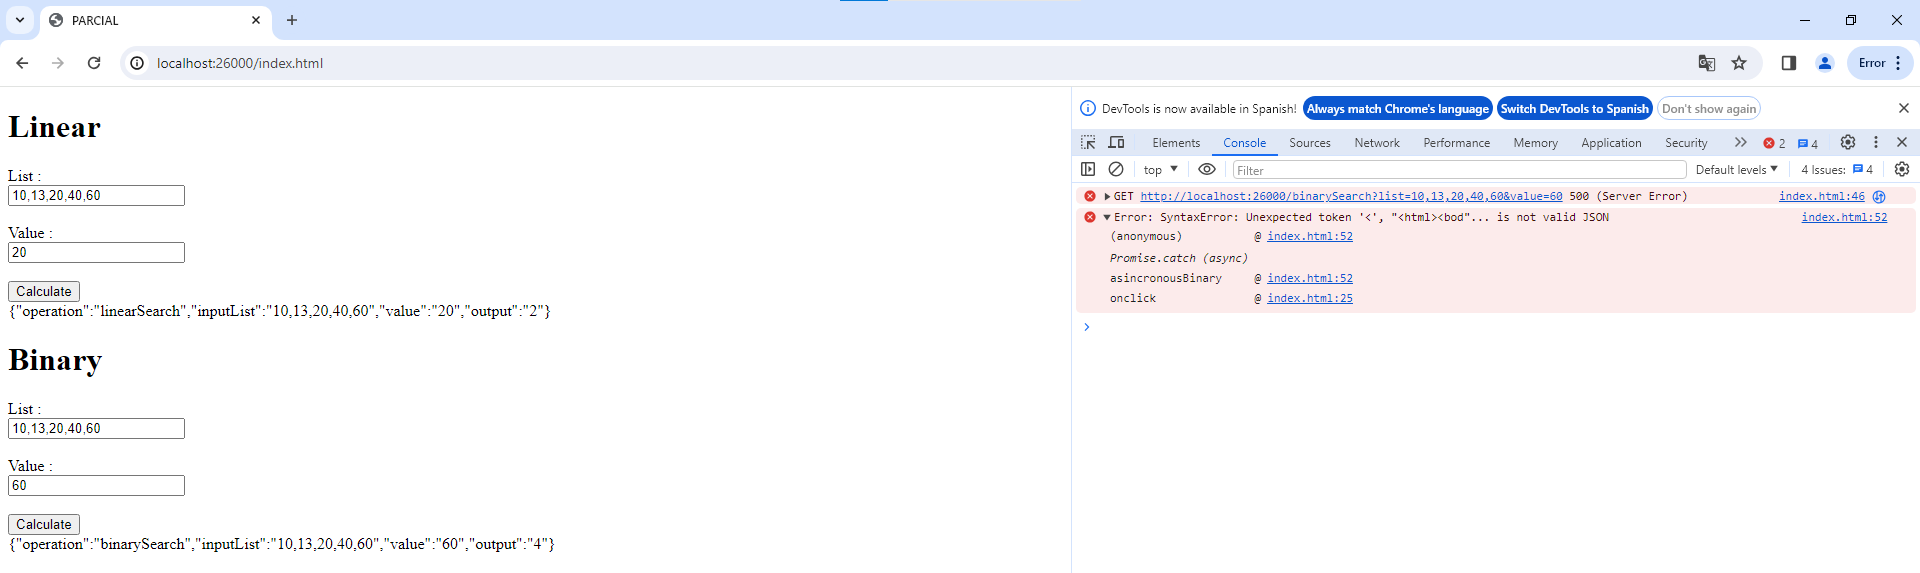 PARCIAL
localhost:26000/index.html
Error
Linear
List :
10,13,20,40,60
Value :
20
Calculate
{"operation":"linearSearch","inputList":"10,13,20,40,60","value":"20","output":"2"}
Binary
List :
10,13,20,40,60
Value :
60
Calculate
{"operation":"binarySearch","inputList":"10,13,20,40,60","value":"60","output":"4"}
DevTools is now available in Spanish! Always match Chrome's language Switch DevTools to Spanish Don't show again
Elements Console Sources Network Performance Memory Application Security 2 4
top Filter Default levels 4 Issues: 4
GET http://localhost:26000/binarySearch?list=10,13,20,40,60&value=60 500 (Server Error) index.html:46
Error: SyntaxError: Unexpected token '<', "<html><bod"... is not valid JSON index.html:52
(anonymous) @ index.html:52
Promise.catch (async)
asincronousBinary @ index.html:52
onclick @ index.html:25